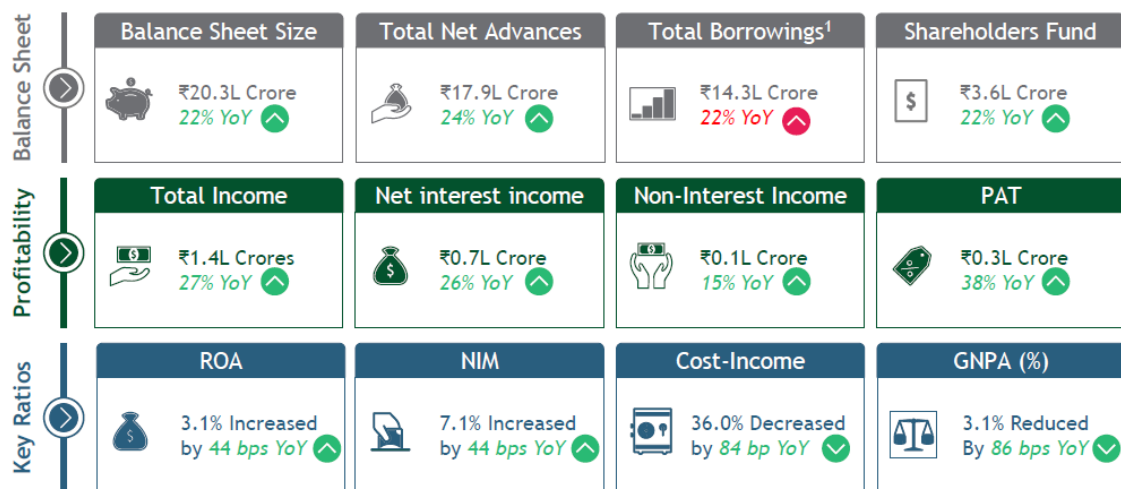 Balance Sheet
Balance Sheet Size
₹20.3L Crore
22% YoY
Total Net Advances
₹17.9L Crore
24% YoY
Total Borrowings¹
₹14.3L Crore
22% YoY
Shareholders Fund
₹3.6L Crore
22% YoY
Profitability
Total Income
₹1.4L Crores
27% YoY
Net interest income
₹0.7L Crore
26% YoY
Non-Interest Income
₹0.1L Crore
15% YoY
PAT
₹0.3L Crore
38% YoY
Key Ratios
ROA
3.1% Increased
by 44 bps YoY
NIM
7.1% Increased
by 44 bps YoY
Cost-Income
36.0% Decreased
by 84 bp YoY
GNPA (%)
3.1% Reduced
By 86 bps YoY